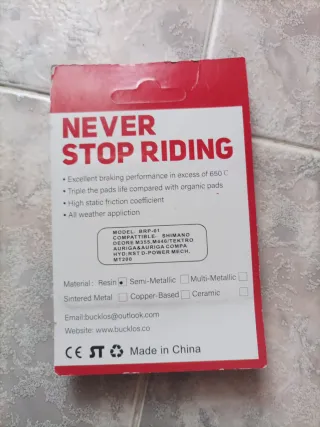 NEVER
STOP RIDING
• Excellent braking performance in excess of 650 C
• Triple the pads life compared with organic pads
• High static friction coefficient
• All weather appliction
MODEL: BRP-01
COMPATTIBLE: SHIMANO
DEORE M355,M446/TEKTRO
AURIGA&AURIGA COMPA
HYD;RST D-POWER MECH,
MT200
Material: Resin Semi-Metallic Multi-Metallic
Sintered Metal Copper-Based Ceramic
Email:bucklos@outlook.com
Website: www.bucklos.co
CE Made in China